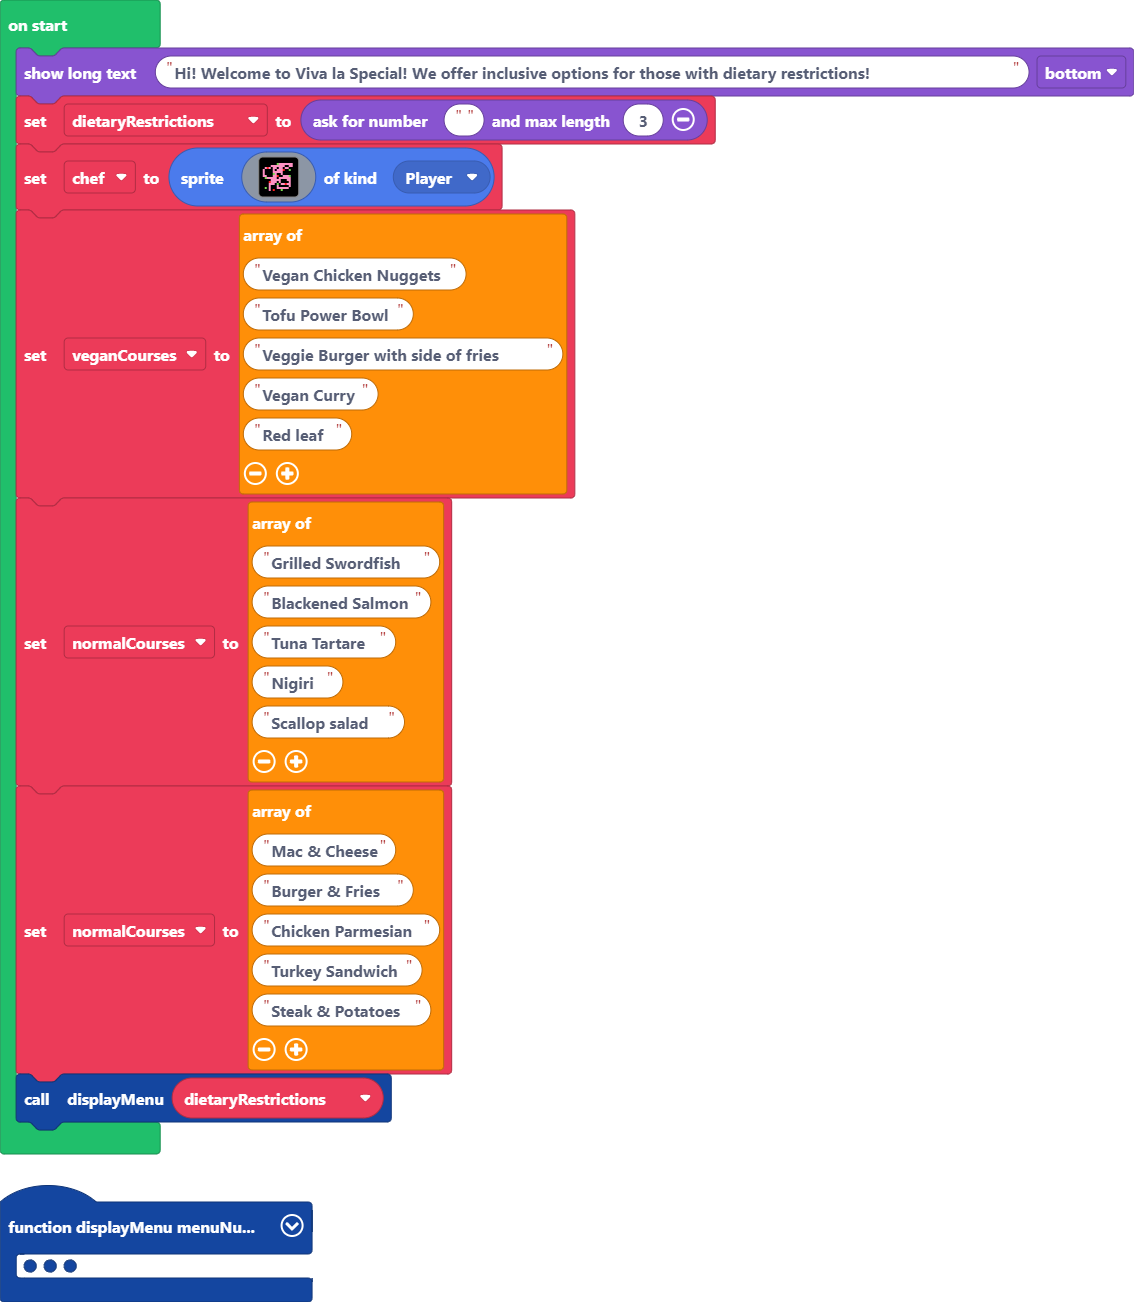 on start
show long text "Hi! Welcome to Viva la Special! We offer inclusive options for those with dietary restrictions!" bottom
set dietaryRestrictions to ask for number " " and max length 3
set chef to sprite of kind Player
array of
"Vegan Chicken Nuggets"
"Tofu Power Bowl"
set veganCourses to "Veggie Burger with side of fries"
"Vegan Curry"
"Red leaf"
array of
"Grilled Swordfish"
"Blackened Salmon"
set normalCourses to "Tuna Tartare"
"Nigiri"
"Scallop salad"
array of
"Mac & Cheese"
"Burger & Fries"
set normalCourses to "Chicken Parmesian"
"Turkey Sandwich"
"Steak & Potatoes"
call displayMenu dietaryRestrictions
function displayMenu menuNu...